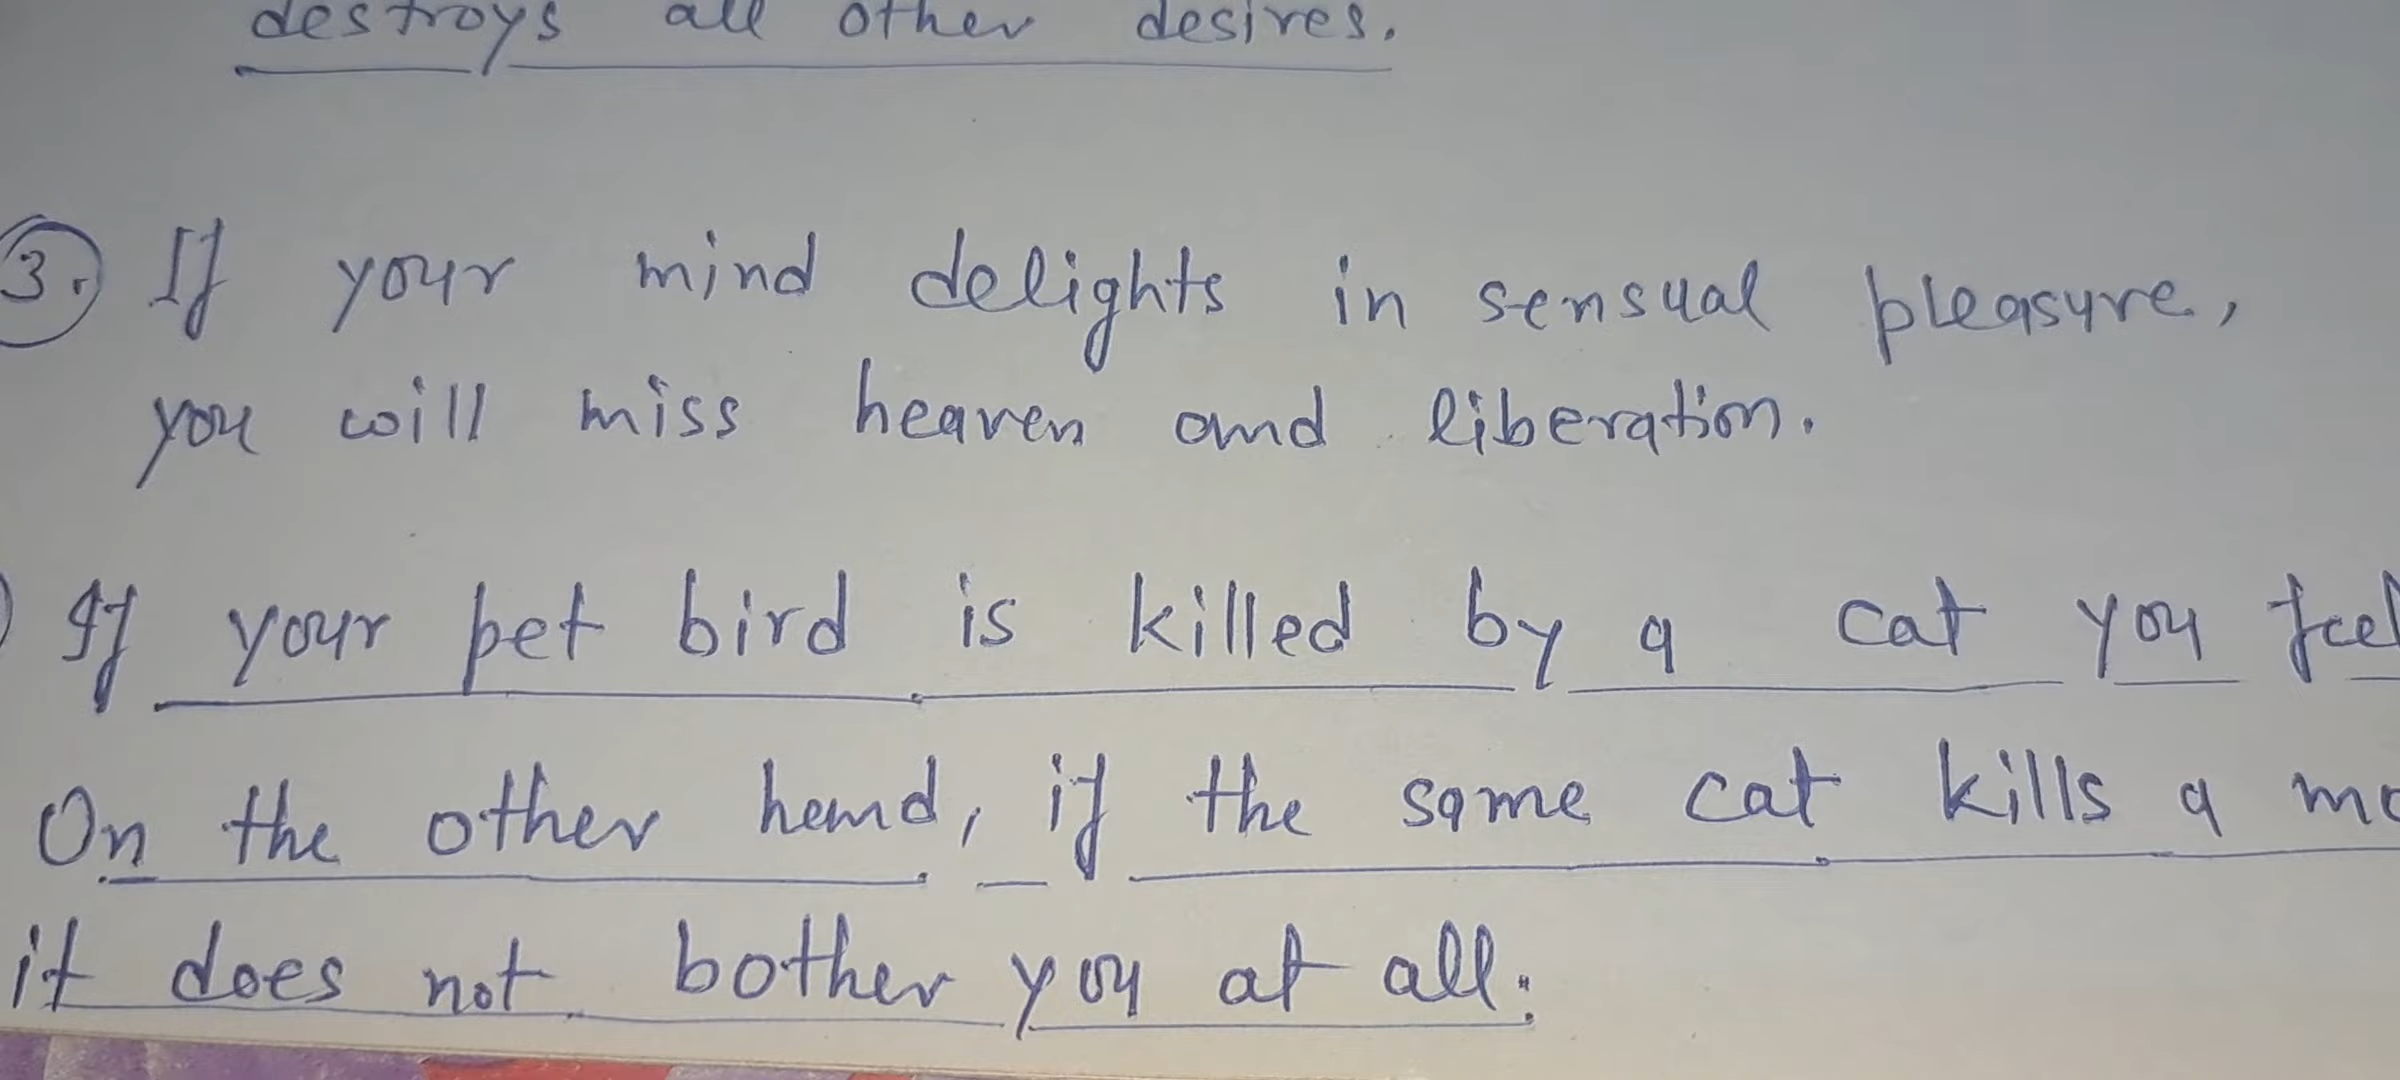 destroys all other desires.
3. If your mind delights in sensual pleasure,
you will miss heaven and liberation.
If your pet bird is killed by a cat you feel
On the other hand, if the same cat kills a
it does not bother you at all.